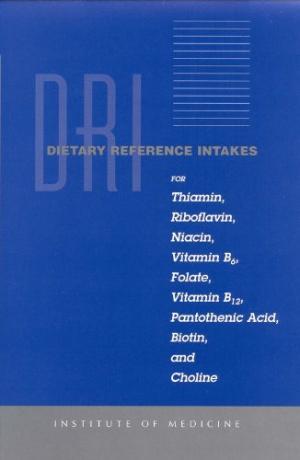 DRI
DIETARY REFERENCE INTAKES
FOR
Thiamin,
Riboflavin,
Niacin,
Vitamin B₆,
Folate,
Vitamin B₁₂,
Pantothenic Acid,
Biotin,
and
Choline
INSTITUTE OF MEDICINE